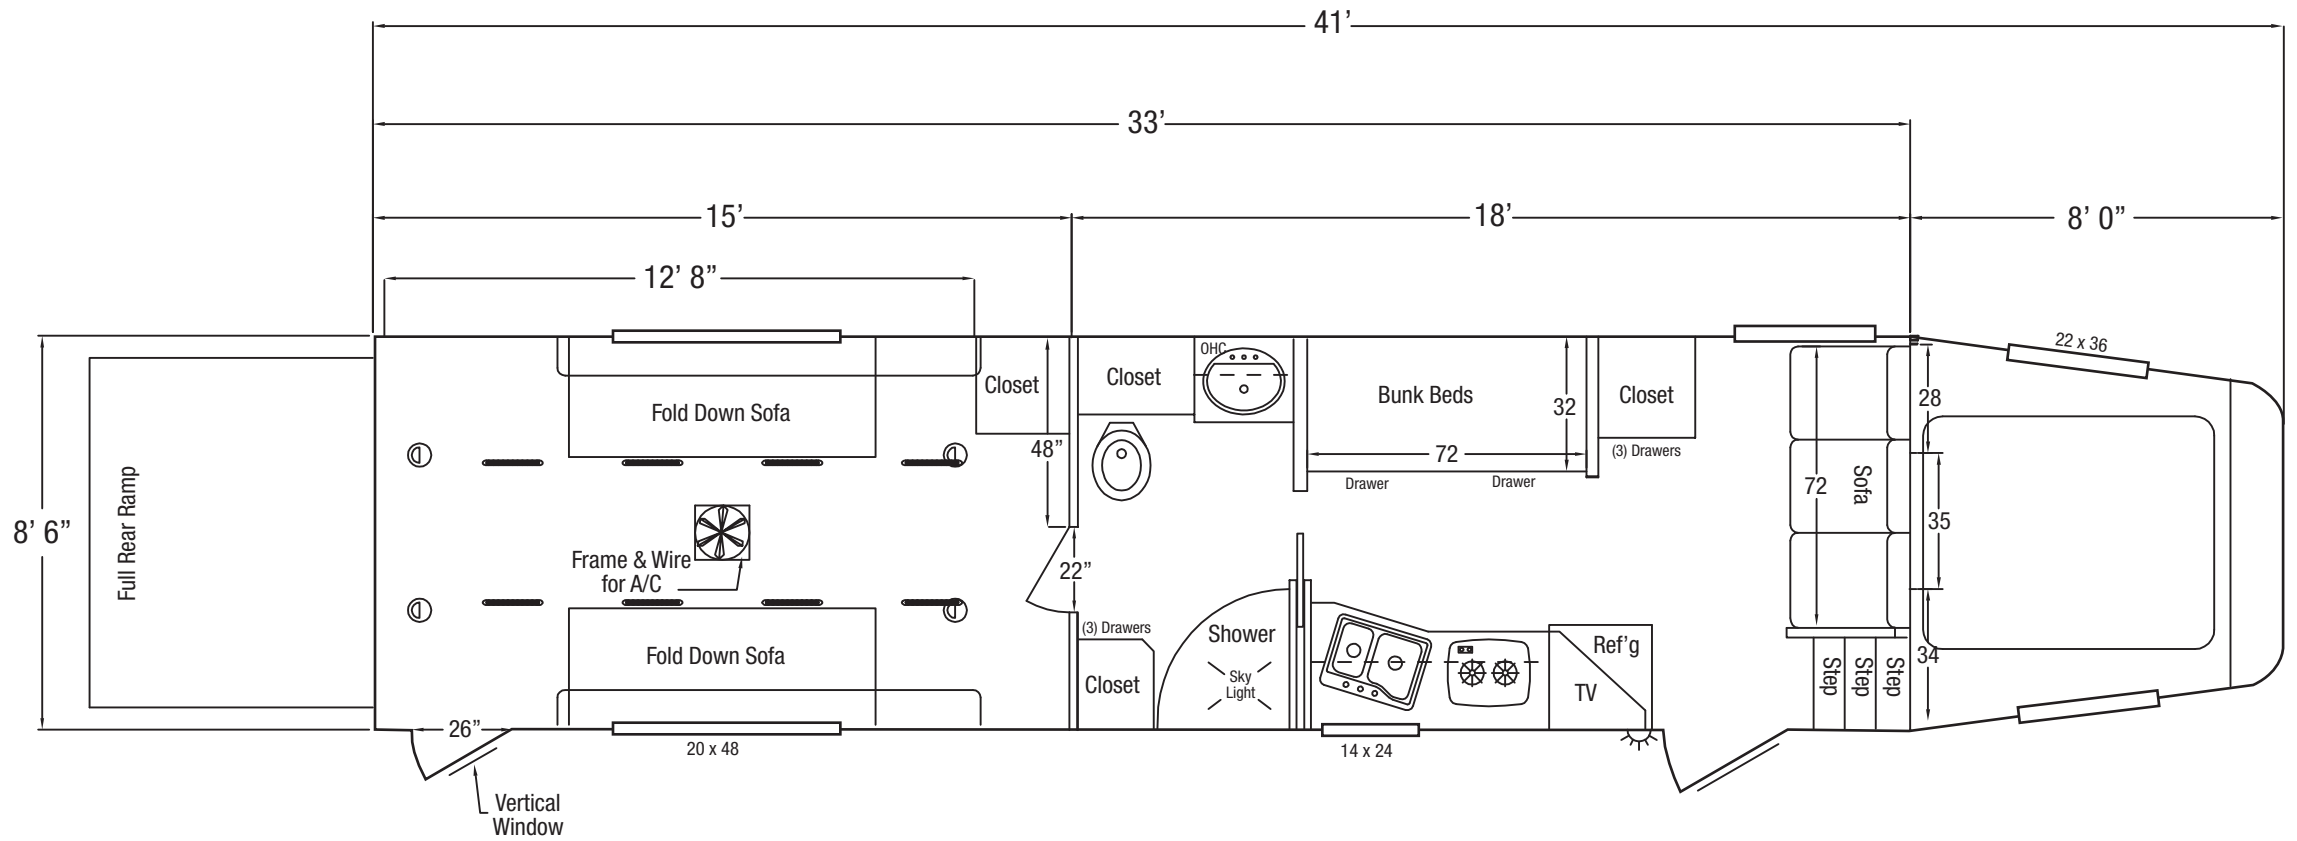 41’
33’
15’
18’
8’ 0”
12’ 8”
22 x 36
OHC
Closet
Closet
Fold Down Sofa
Bunk Beds
32
Closet
28
48”
72
(3) Drawers
Drawer
Drawer
72
Sofa
35
8’ 6”
Full Rear Ramp
Frame & Wire
for A/C
22”
(3) Drawers
Shower
Ref’g
Fold Down Sofa
34
Closet
Sky
Light
TV
Step
Step
Step
26”
20 x 48
14 x 24
Vertical
Window